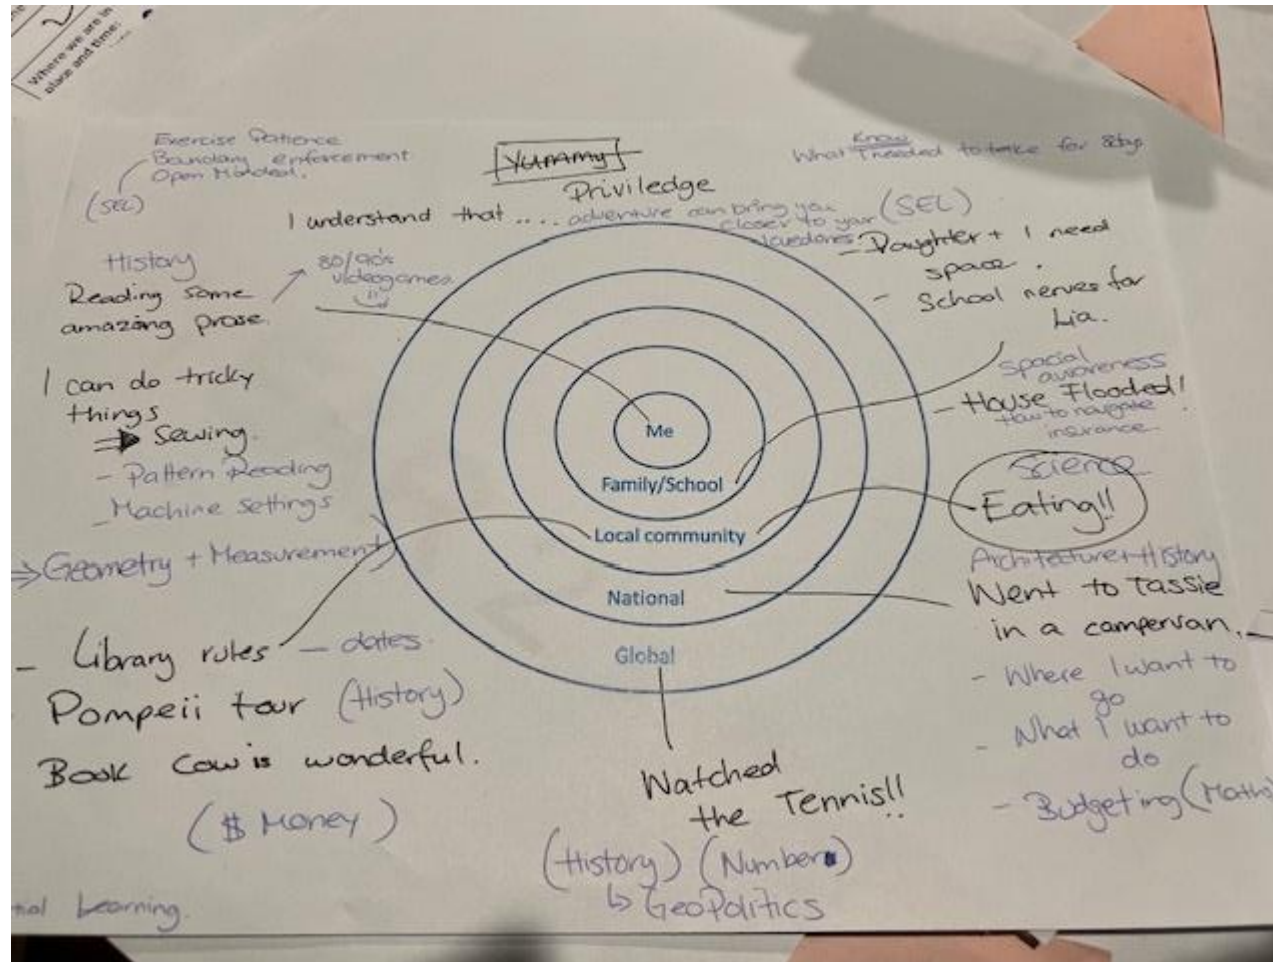 Where we are in
place and time:
Exercise Patience
Boundary enforcement
Open Minded.
(SEL)
Yummy
Priviledge
I understand that .... adventure can bring you
closer to your
lovedones
Know
What I needed to take for 8 days
(SEL)
- Daughter + I need
space.
- School nerves for
Lia.
History
Reading some
amazing prose.
80/90's
videogames
I can do tricky
things
Sewing.
- Pattern Reading
- Machine settings
Geometry + Measurement
spacial
awareness
- House Flooded!
How to navigate
insurance.
Science
Eating!!
Architecture + History
Went to Tassie
in a campervan.
- Where I want to
go
- What I want to
do
- Budgeting (Maths)
Me
Family/School
Local community
National
Global
- Library rules - dates.
Pompeii tour (History)
Book Cow is wonderful.
($ Money)
Watched
the Tennis!!
(History) (Number)
GeoPolitics
Learning.